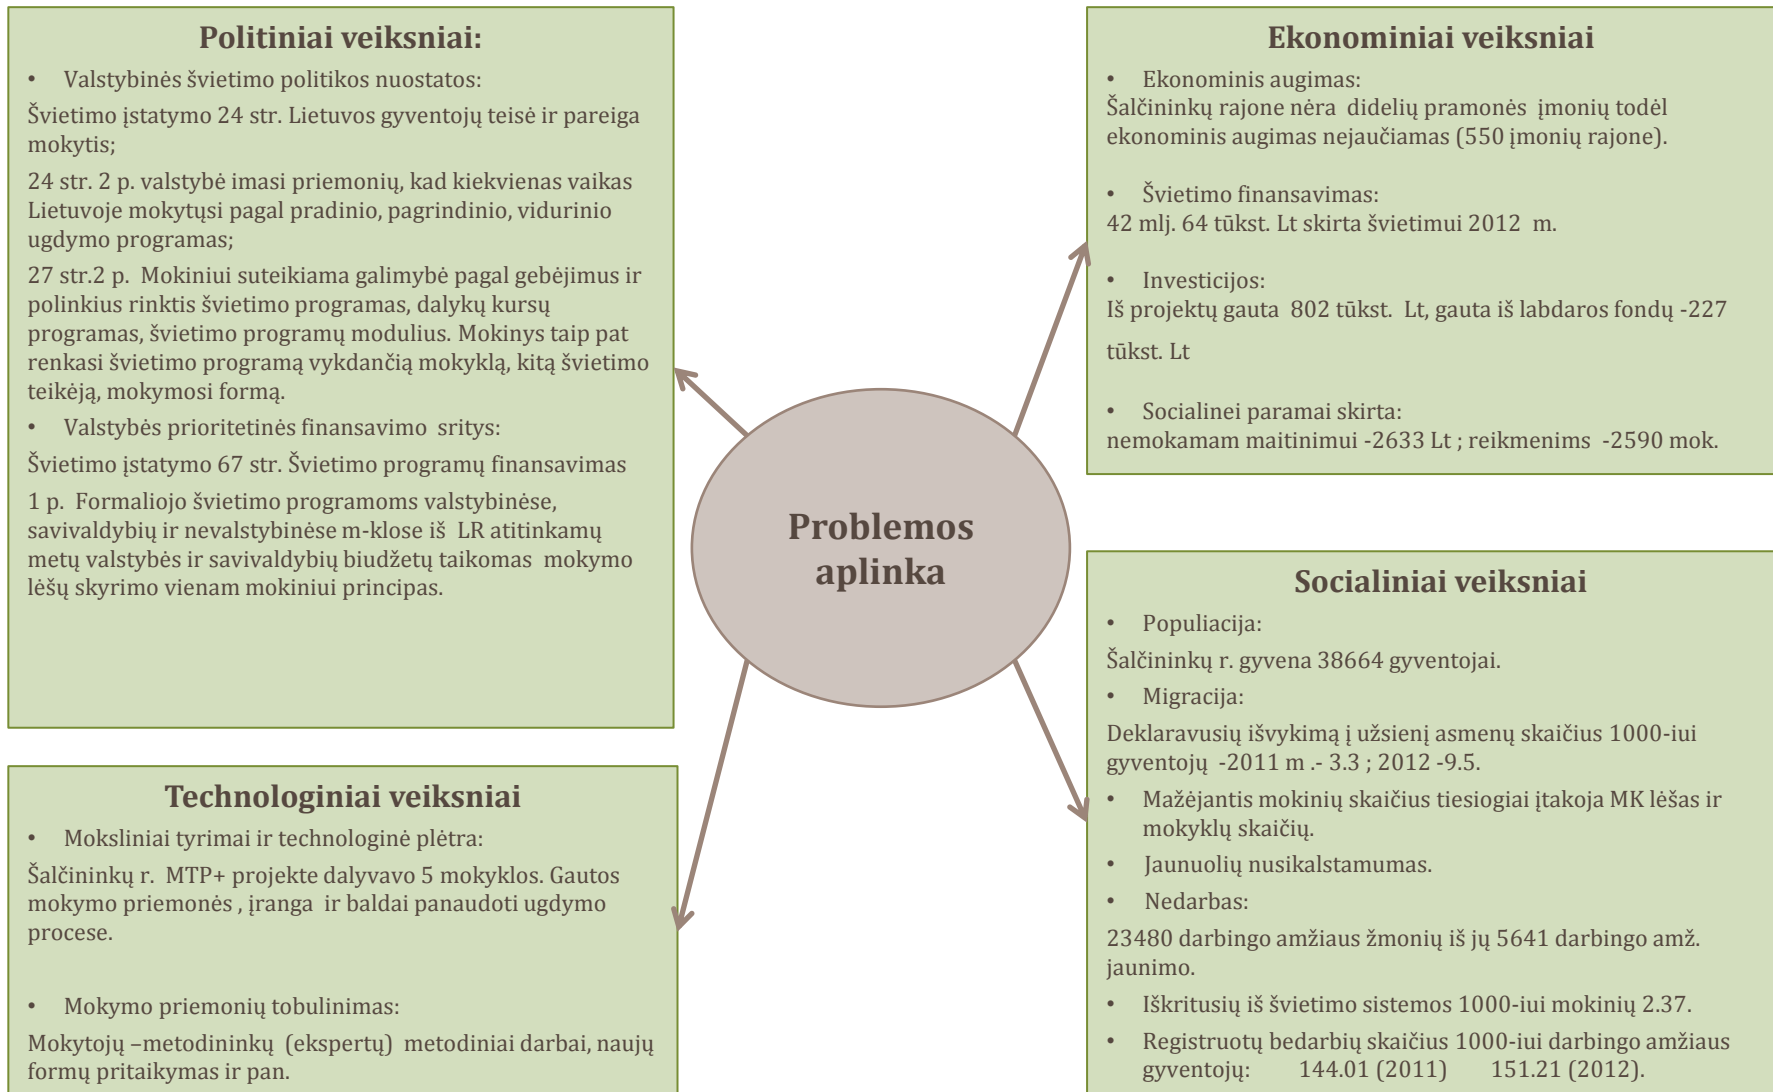 Politiniai veiksniai:
• Valstybinės švietimo politikos nuostatos:
Švietimo įstatymo 24 str. Lietuvos gyventojų teisė ir pareiga
mokytis;
24 str. 2 p. valstybė imasi priemonių, kad kiekvienas vaikas
Lietuvoje mokytųsi pagal pradinio, pagrindinio, vidurinio
ugdymo programas;
27 str.2 p. Mokiniui suteikiama galimybė pagal gebėjimus ir
polinkius rinktis švietimo programas, dalykų kursų
programas, švietimo programų modulius. Mokinys taip pat
renkasi švietimo programą vykdančią mokyklą, kitą švietimo
teikėją, mokymosi formą.
• Valstybės prioritetinės finansavimo sritys:
Švietimo įstatymo 67 str. Švietimo programų finansavimas
1 p. Formaliojo švietimo programoms valstybinėse,
savivaldybių ir nevalstybinėse m-klose iš LR atitinkamų
metų valstybės ir savivaldybių biudžetų taikomas mokymo
lėšų skyrimo vienam mokiniui principas.
Ekonominiai veiksniai
• Ekonominis augimas:
Šalčininkų rajone nėra didelių pramonės įmonių todėl
ekonominis augimas nejaučiamas (550 įmonių rajone).
• Švietimo finansavimas:
42 mlj. 64 tūkst. Lt skirta švietimui 2012 m.
• Investicijos:
Iš projektų gauta 802 tūkst. Lt, gauta iš labdaros fondų -227
tūkst. Lt
• Socialinei paramai skirta:
nemokamam maitinimui -2633 Lt ; reikmenims -2590 mok.
Problemos
aplinka
Technologiniai veiksniai
• Moksliniai tyrimai ir technologinė plėtra:
Šalčininkų r. MTP+ projekte dalyvavo 5 mokyklos. Gautos
mokymo priemonės , įranga ir baldai panaudoti ugdymo
procese.
• Mokymo priemonių tobulinimas:
Mokytojų –metodininkų (ekspertų) metodiniai darbai, naujų
formų pritaikymas ir pan.
Socialiniai veiksniai
• Populiacija:
Šalčininkų r. gyvena 38664 gyventojai.
• Migracija:
Deklaravusių išvykimą į užsienį asmenų skaičius 1000-iui
gyventojų -2011 m .- 3.3 ; 2012 -9.5.
• Mažėjantis mokinių skaičius tiesiogiai įtakoja MK lėšas ir
mokyklų skaičių.
• Jaunuolių nusikalstamumas.
• Nedarbas:
23480 darbingo amžiaus žmonių iš jų 5641 darbingo amž.
jaunimo.
• Iškritusių iš švietimo sistemos 1000-iui mokinių 2.37.
• Registruotų bedarbių skaičius 1000-iui darbingo amžiaus
gyventojų: 144.01 (2011) 151.21 (2012).